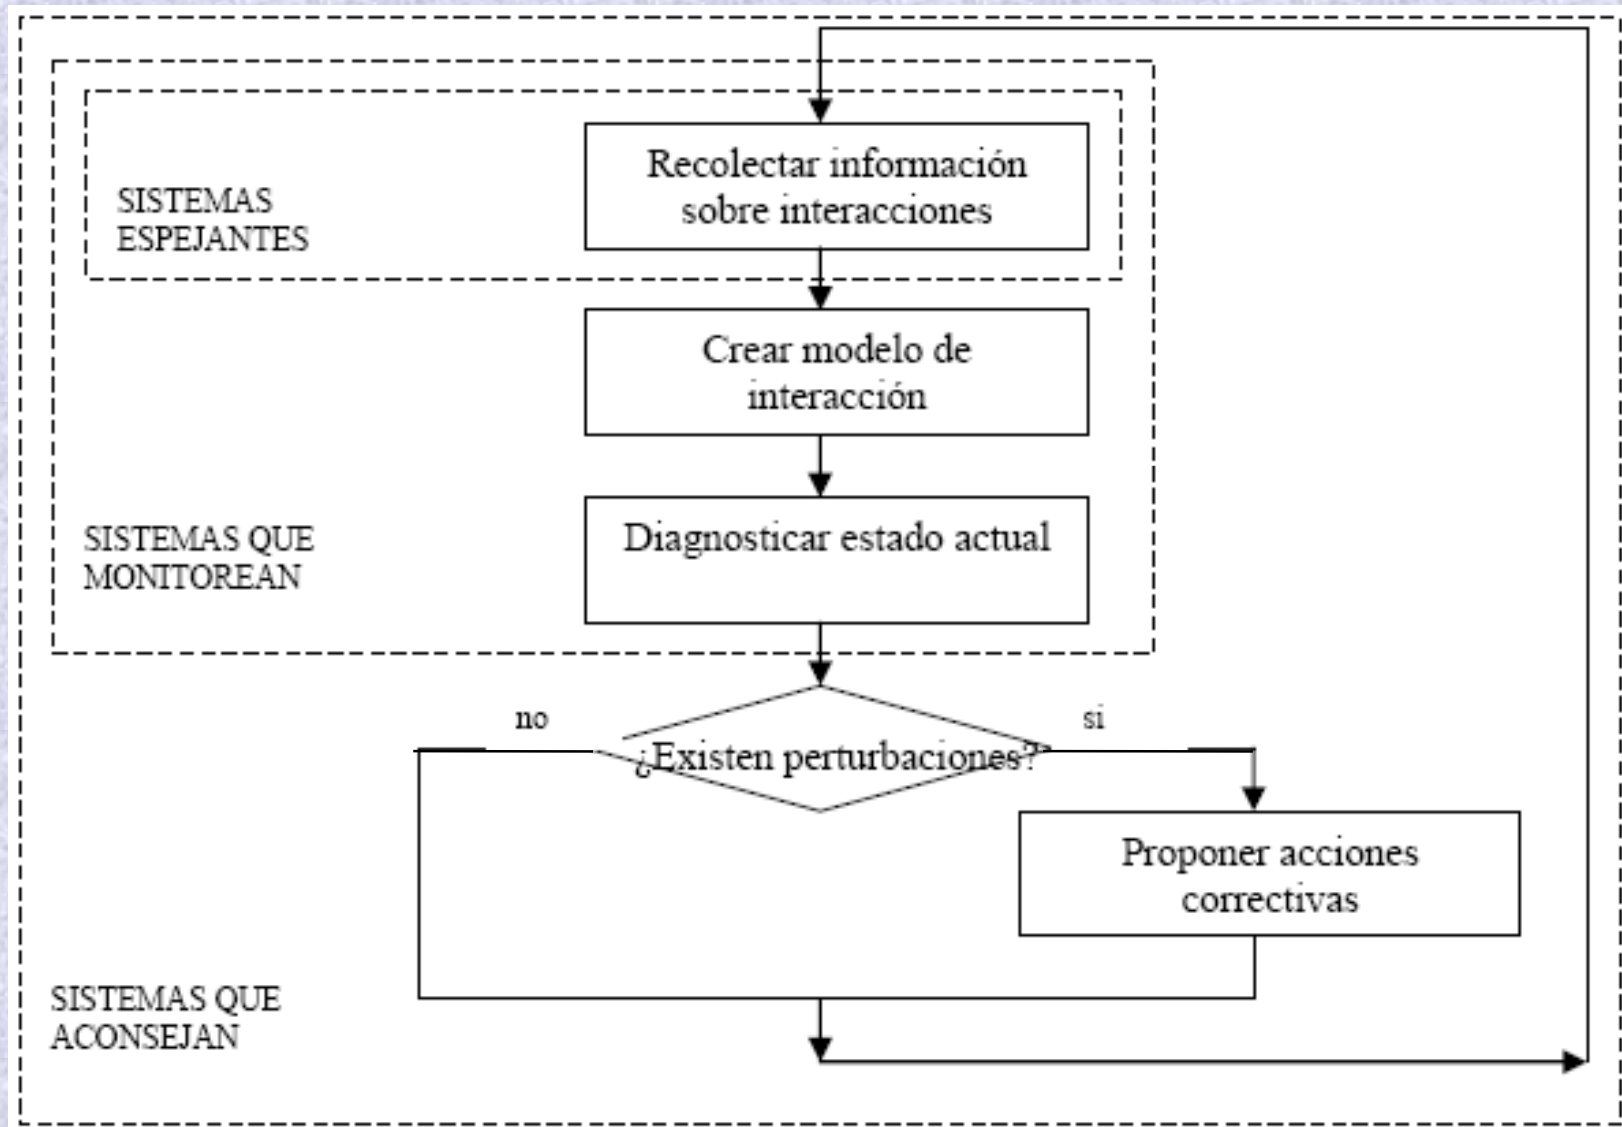 Recolectar información
sobre interacciones
SISTEMAS
ESPEJANTES
Crear modelo de
interacción
Diagnosticar estado actual
SISTEMAS QUE
MONITOREAN
no
si
¿Existen perturbaciones?
Proponer acciones
correctivas
SISTEMAS QUE
ACONSEJAN